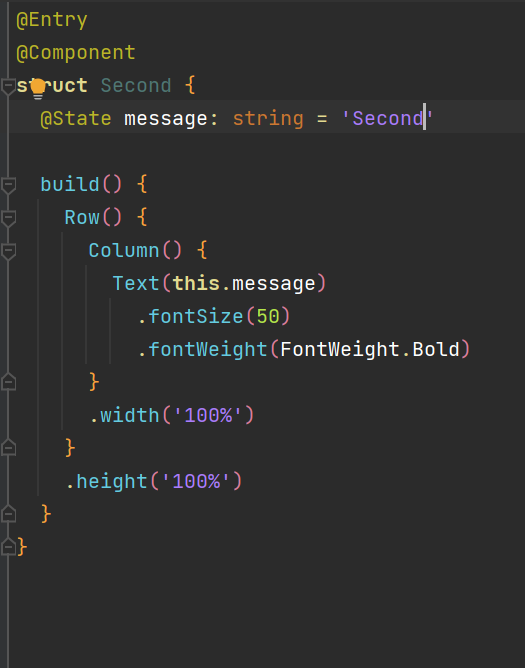 @Entry
@Component
struct Second {
  @State message: string = 'Second'
  build() {
    Row() {
      Column() {
        Text(this.message)
          .fontSize(50)
          .fontWeight(FontWeight.Bold)
      }
      .width('100%')
    }
    .height('100%')
  }
}